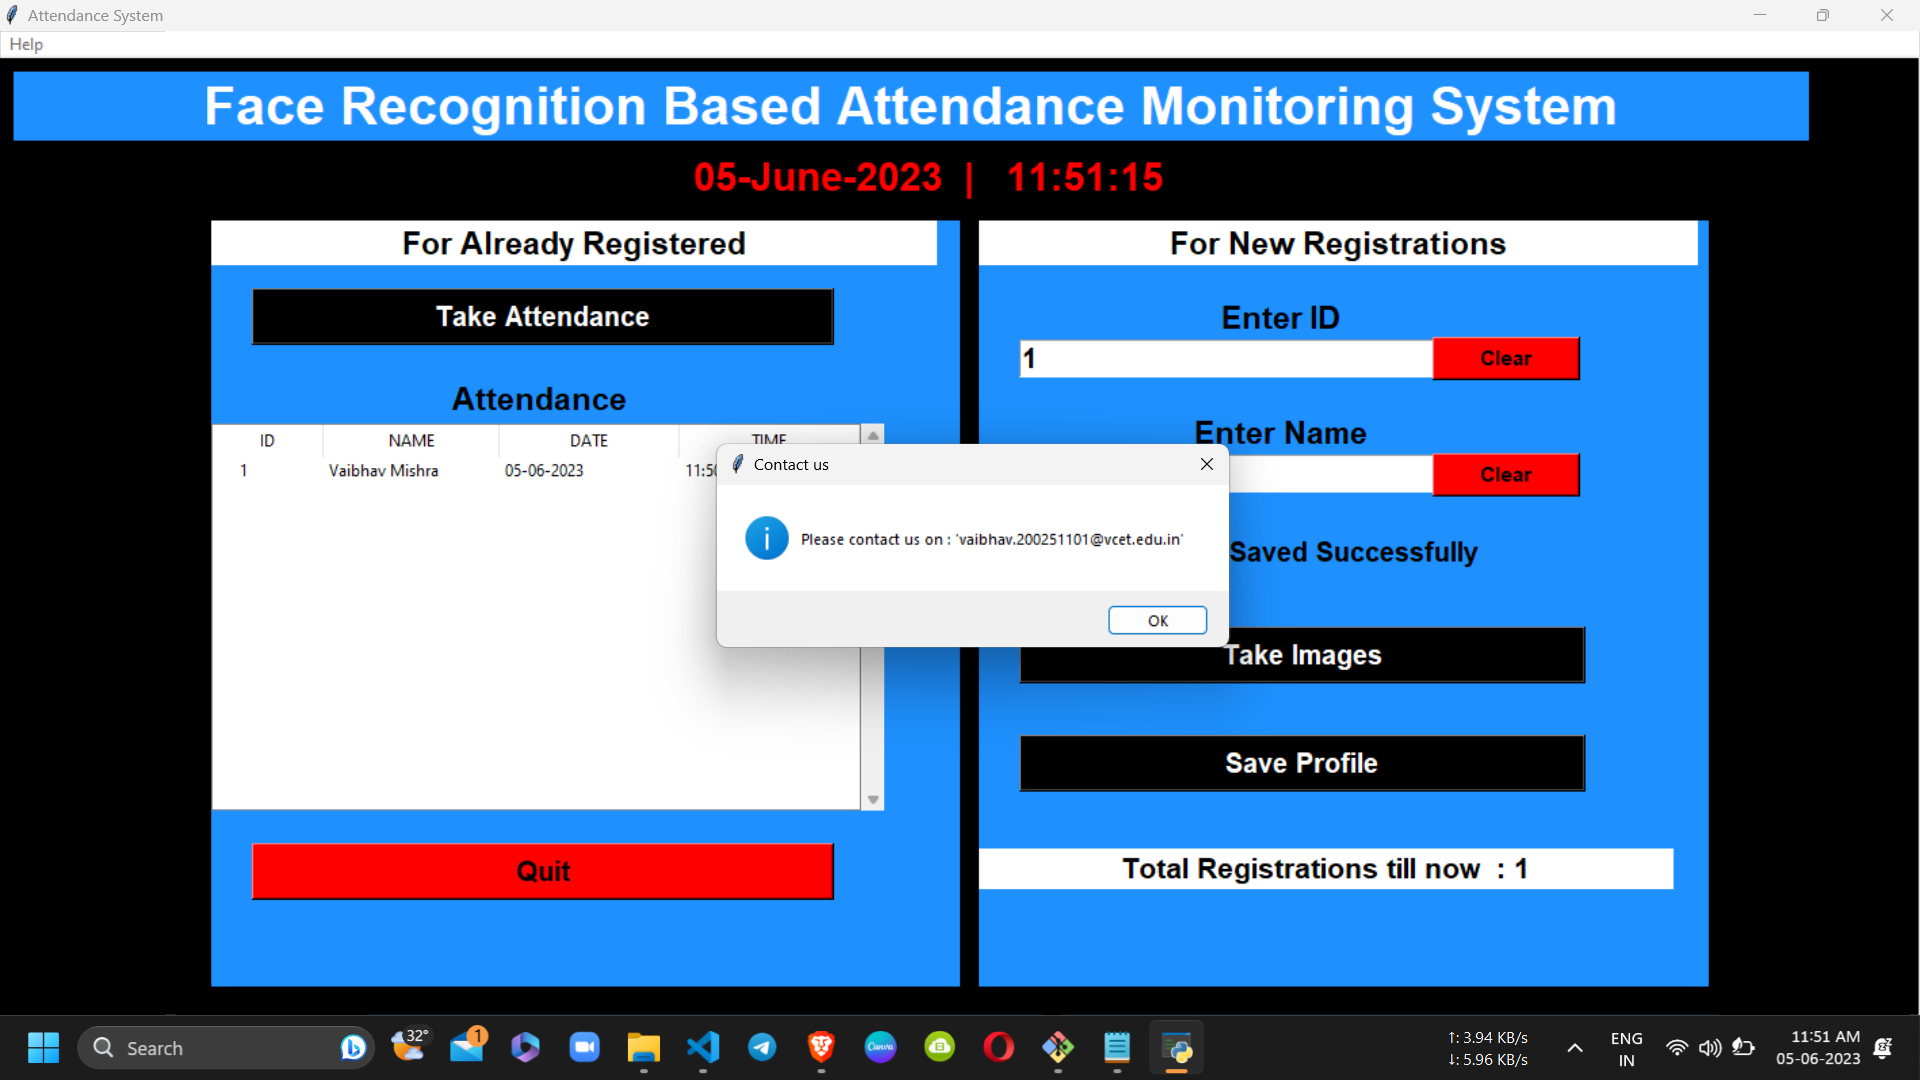 Attendance System
Help
Face Recognition Based Attendance Monitoring System
05-June-2023 | 11:51:15
For Already Registered
Take Attendance
Attendance
ID NAME DATE TIME
1 Vaibhav Mishra 05-06-2023
Quit
For New Registrations
Enter ID
1 Clear
Enter Name
Clear
Saved Successfully
Take Images
Save Profile
Total Registrations till now : 1
Contact us
Please contact us on : 'vaibhav.200251101@vcet.edu.in'
OK
Search
32°
1
Canva
↑: 3.94 KB/s
↓: 5.96 KB/s
ENG
IN
11:51 AM
05-06-2023